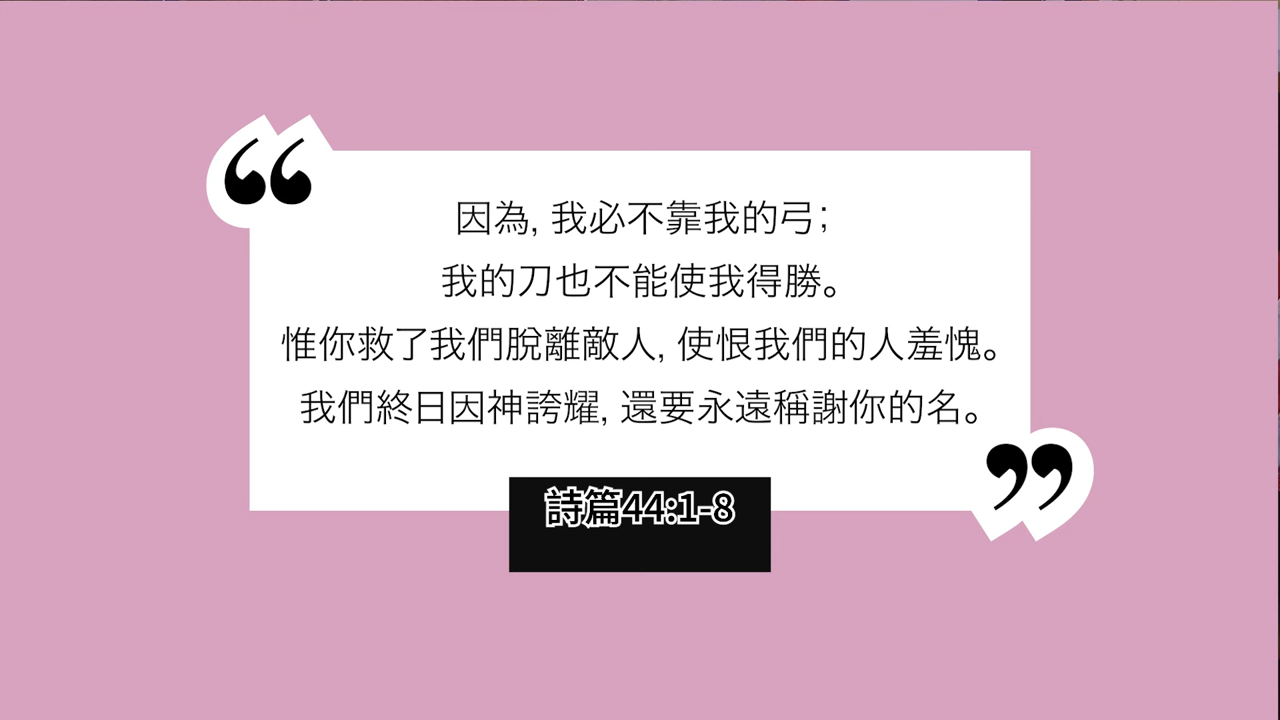 因為, 我必不靠我的弓;
我的刀也不能使我得勝。
惟你救了我們脫離敵人, 使恨我們的人羞愧。
我們終日因神誇耀, 還要永遠稱謝你的名。
詩篇44:1-8